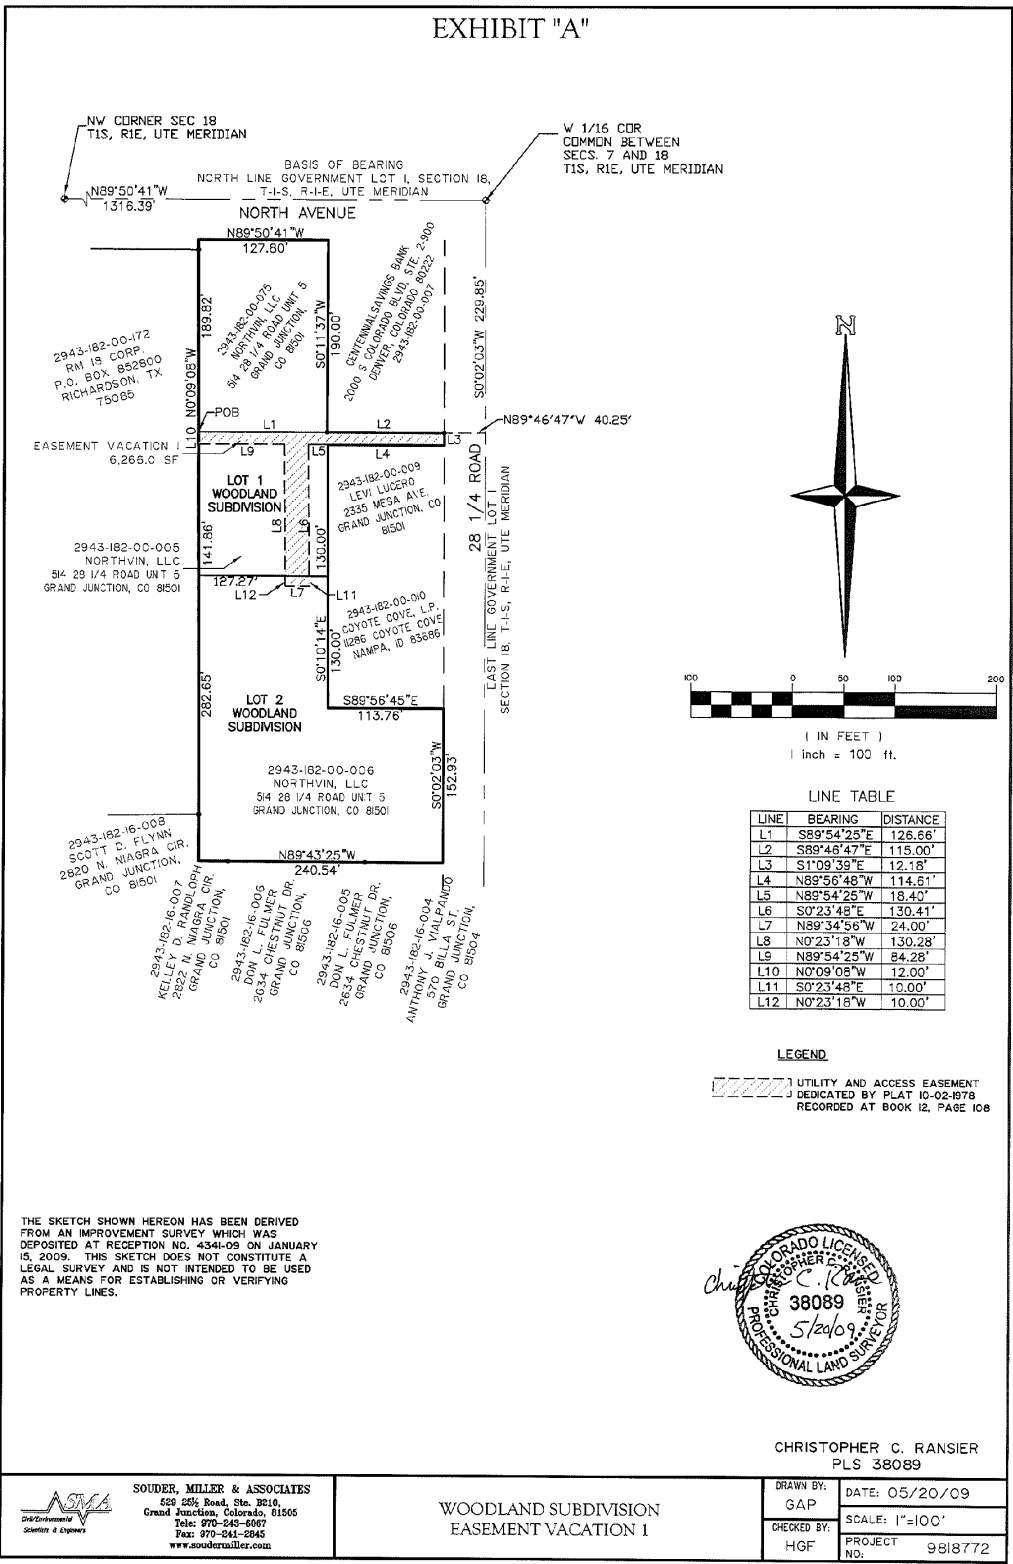 EXHIBIT "A"
NW CORNER SEC 18
T1S, R1E, UTE MERIDIAN
W 1/16 COR
COMMON BETWEEN
SECS. 7 AND 18
T1S, R1E, UTE MERIDIAN
BASIS OF BEARING
NORTH LINE GOVERNMENT LOT 1, SECTION 18,
T-1-S, R-1-E, UTE MERIDIAN
N89°50'41"W
1316.39'
NORTH AVENUE
N89°50'41"W
127.80'
189.82'
N0°09'08"W
L10
2943-182-00-075
NORTHVIN, LLC
514 28 1/4 ROAD UNIT 5
GRAND JUNCTION,
CO 81501
S0°11'37"W
190.00'
CENTENNIAL SAVINGS BANK
2000 S COLORADO BLVD, STE. 2-900
DENVER, COLORADO 80222
2943-182-00-007
S0°02'03"W 229.85'
2943-182-00-172
RM 18 CORP.
P.O. BOX 852800
RICHARDSON, TX
75085
POB
L1
L2
L3
N89°46'47"W 40.25'
EASEMENT VACATION 1
6,266.0 SF
L9
L5
L4
LOT 1
WOODLAND
SUBDIVISION
L8
L6
141.86'
130.00'
2943-182-00-009
LEVI LUCERO
2335 MESA AVE.
GRAND JUNCTION, CO
81501
28 1/4 ROAD
EAST LINE GOVERNMENT LOT 1
SECTION 18, T-1-S, R-1-E, UTE MERIDIAN
2943-182-00-005
NORTHVIN, LLC
514 28 1/4 ROAD UNIT 5
GRAND JUNCTION, CO 81501
127.27'
L12
L7
L11
2943-182-00-010
COYOTE COVE, L.P.
11286 COYOTE COVE
NAMPA, ID 83686
S0°10'14"E
130.00'
282.65'
LOT 2
WOODLAND
SUBDIVISION
S89°56'45"E
113.76'
S0°02'03"W
152.93'
2943-182-00-006
NORTHVIN, LLC
514 28 1/4 ROAD UNIT 5
GRAND JUNCTION, CO 81501
N89°43'25"W
240.54'
2943-182-16-008
SCOTT D. FLYNN
2820 N. NIAGRA CIR.
GRAND JUNCTION,
CO 81501
2943-182-16-007
KELLEY D. RANDLOPH
2822 N. NIAGRA CIR.
GRAND JUNCTION,
CO 81501
2943-182-16-006
DON L. FULMER
2634 CHESTNUT DR.
GRAND JUNCTION,
CO 81506
2943-182-16-005
DON L. FULMER
2634 CHESTNUT DR.
GRAND JUNCTION,
CO 81506
2943-182-16-004
ANTHONY J. VIALPANDO
570 BILLA ST.
GRAND JUNCTION,
CO 81504
N
100 0 50 100 200
( IN FEET )
1 inch = 100 ft.
LINE TABLE
LINE BEARING DISTANCE
L1 S89°54'25"E 126.66'
L2 S89°46'47"E 115.00'
L3 S1°09'39"E 12.18'
L4 N89°56'48"W 114.61'
L5 N89°54'25"W 18.40'
L6 S0°23'48"E 130.41'
L7 N89°34'56"W 24.00'
L8 N0°23'18"W 130.28'
L9 N89°54'25"W 84.28'
L10 N0°09'08"W 12.00'
L11 S0°23'48"E 10.00'
L12 N0°23'18"W 10.00'
LEGEND
UTILITY AND ACCESS EASEMENT
DEDICATED BY PLAT 10-02-1978
RECORDED AT BOOK 12, PAGE 108
THE SKETCH SHOWN HEREON HAS BEEN DERIVED
FROM AN IMPROVEMENT SURVEY WHICH WAS
DEPOSITED AT RECEPTION NO. 4341-09 ON JANUARY
15, 2009. THIS SKETCH DOES NOT CONSTITUTE A
LEGAL SURVEY AND IS NOT INTENDED TO BE USED
AS A MEANS FOR ESTABLISHING OR VERIFYING
PROPERTY LINES.
COLORADO LICENSED
CHRISTOPHER C. RANSIER
38089
5/20/09
PROFESSIONAL LAND SURVEYOR
CHRISTOPHER C. RANSIER
PLS 38089
SMA
Civil/Environmental
Scientists & Engineers
SOUDER, MILLER & ASSOCIATES
529 25½ Road, Ste. B210,
Grand Junction, Colorado, 81505
Tele: 970-243-6067
Fax: 970-241-2845
www.soudermiller.com
WOODLAND SUBDIVISION
EASEMENT VACATION 1
DRAWN BY:
GAP
CHECKED BY:
HGF
DATE: 05/20/09
SCALE: 1"=100'
PROJECT
NO: 9818772